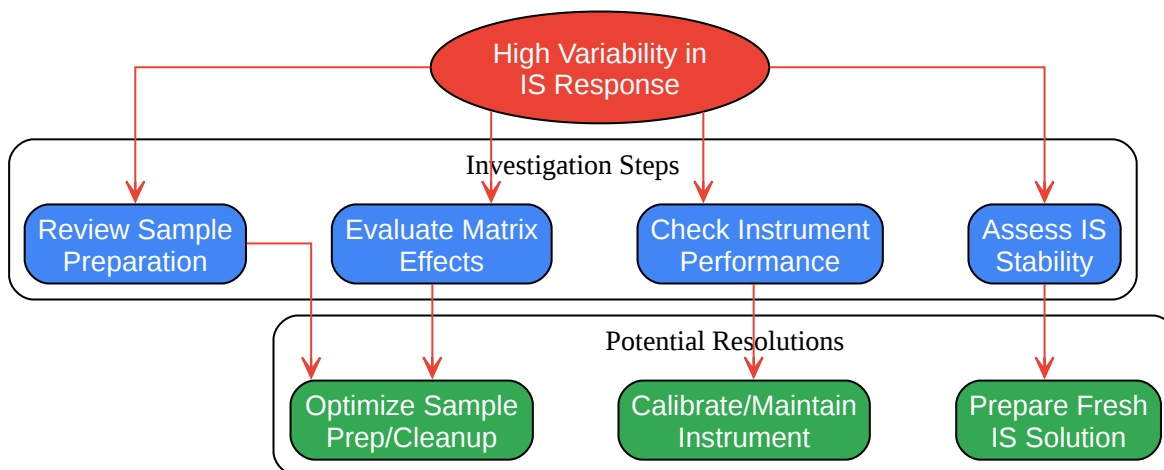 High Variability in
IS Response
Investigation Steps
Review Sample
Preparation
Evaluate Matrix
Effects
Check Instrument
Performance
Assess IS
Stability
Potential Resolutions
Optimize Sample
Prep/Cleanup
Calibrate/Maintain
Instrument
Prepare Fresh
IS Solution